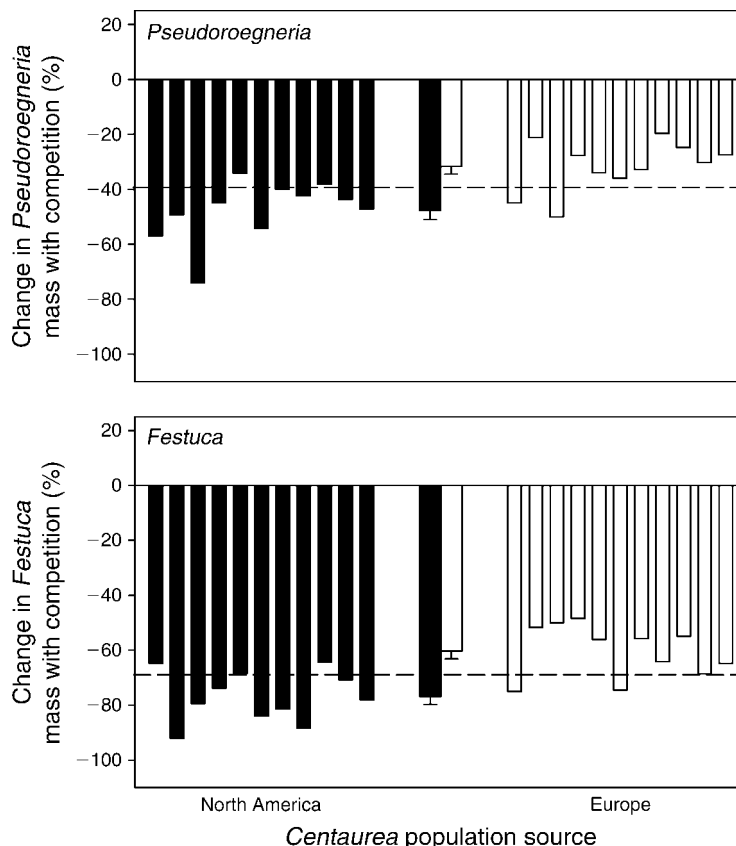 Change in Pseudoroegneria
mass with competition (%)
20
0
−20
−40
−60
−80
−100
Pseudoroegneria
Change in Festuca
mass with competition (%)
20
0
−20
−40
−60
−80
−100
Festuca
North America
Europe
Centaurea population source